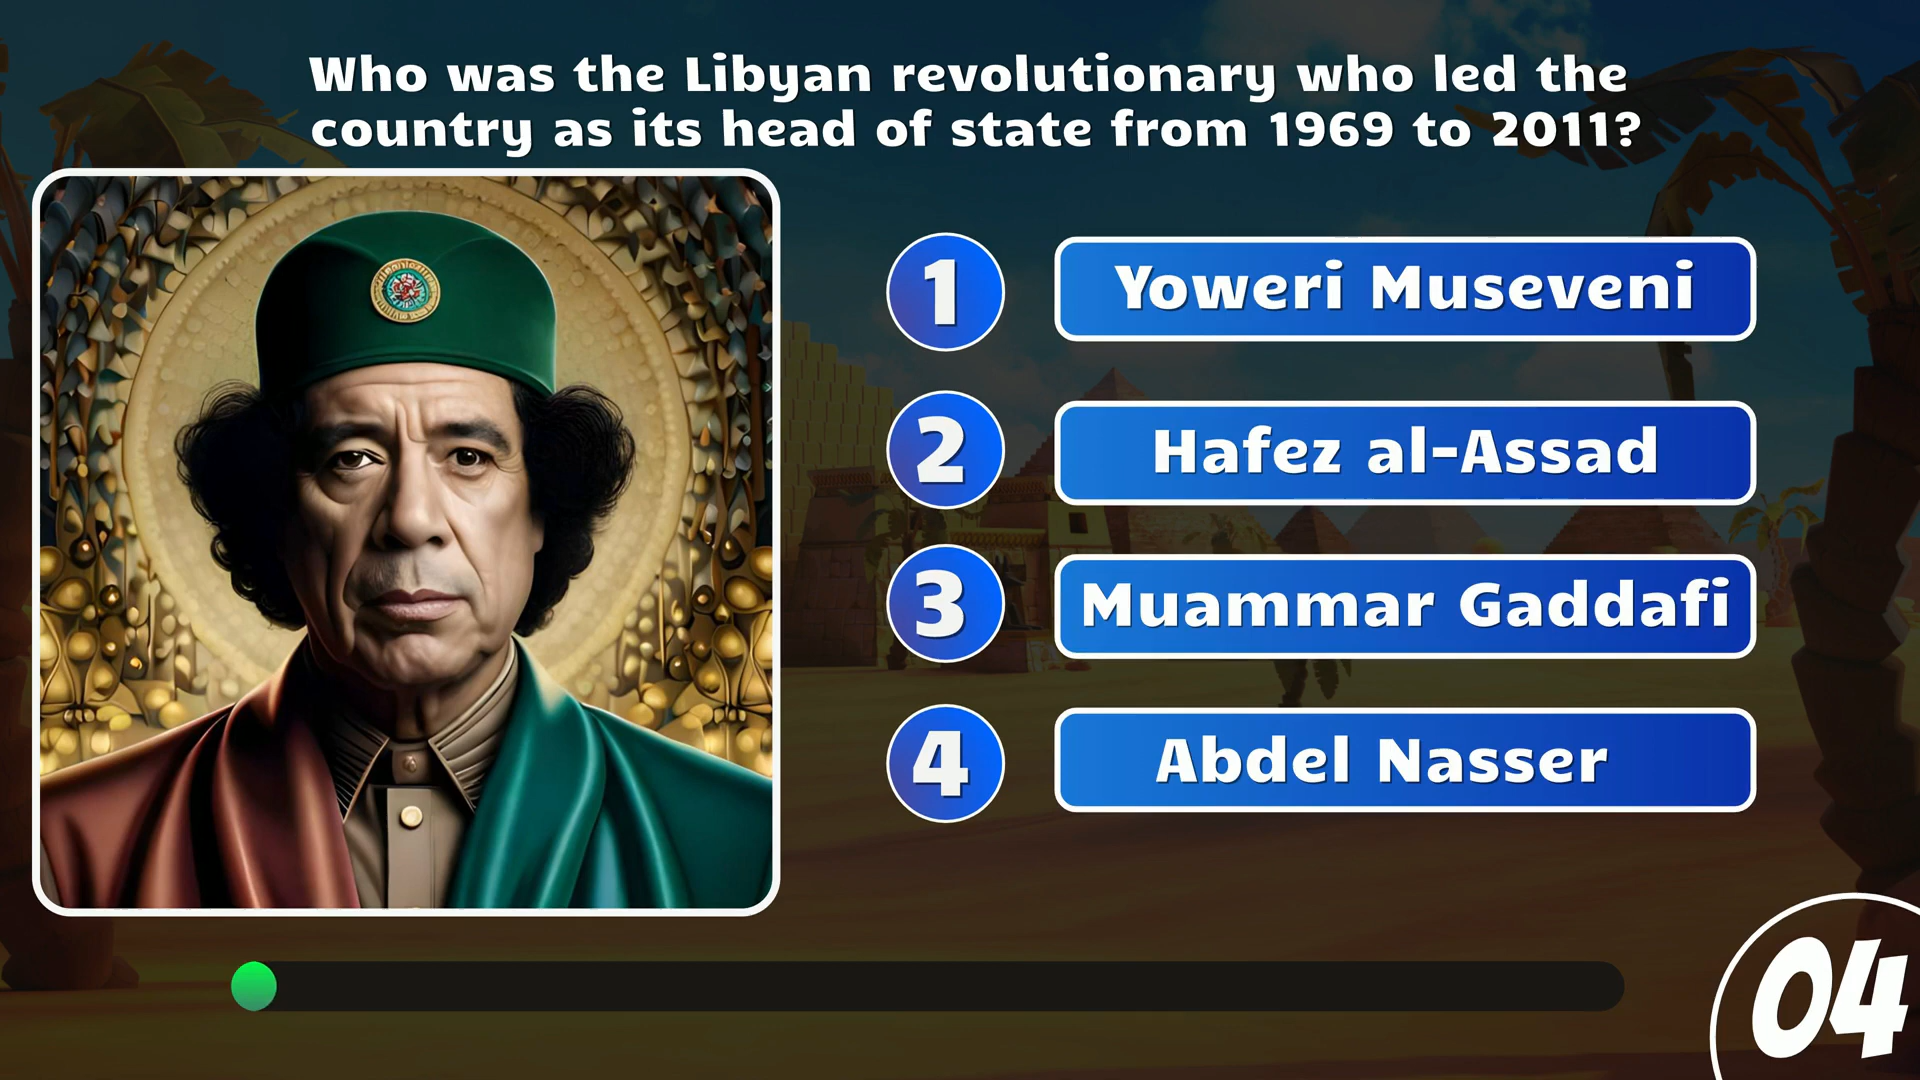 Who was the Libyan revolutionary who led the
country as its head of state from 1969 to 2011?
1 Yoweri Museveni
2 Hafez al-Assad
3 Muammar Gaddafi
4 Abdel Nasser
04